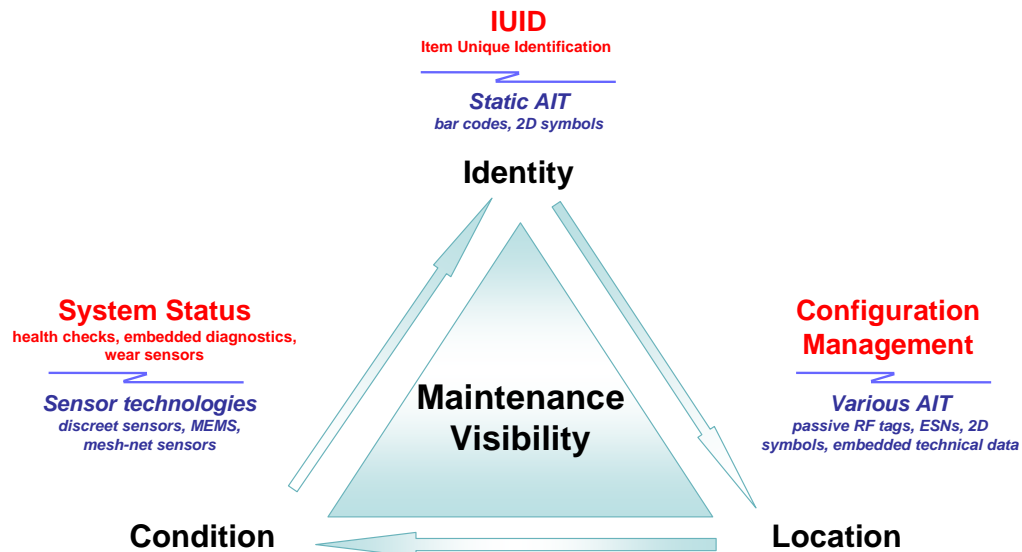 IUID
Item Unique Identification
Static AIT
bar codes, 2D symbols
Identity
System Status
health checks, embedded diagnostics,
wear sensors
Sensor technologies
discreet sensors, MEMS,
mesh-net sensors
Configuration
Management
Various AIT
passive RF tags, ESNs, 2D
symbols, embedded technical data
Maintenance
Visibility
Condition
Location